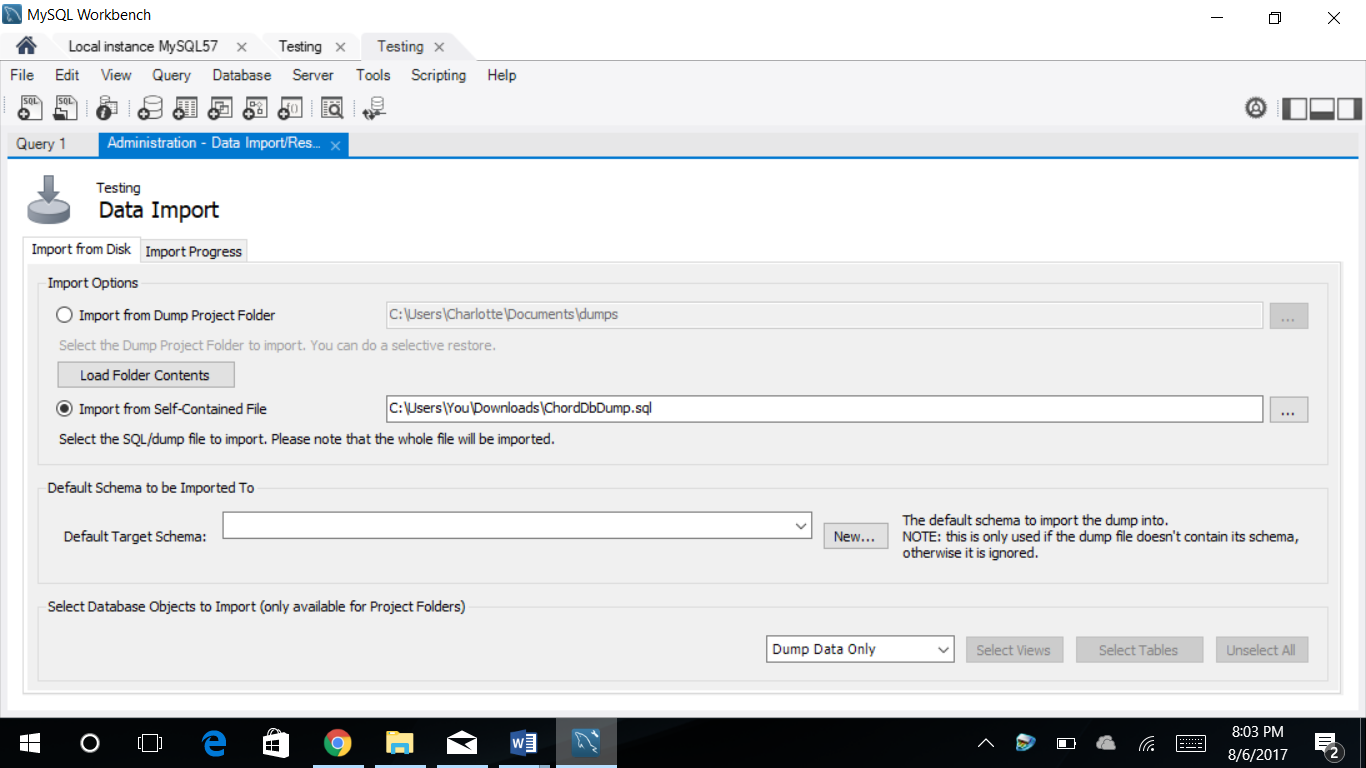 MySQL Workbench
Local instance MySQL57 Testing Testing
File Edit View Query Database Server Tools Scripting Help
SQL SQL
Query 1 Administration - Data Import/Res...
Testing
Data Import
Import from Disk Import Progress
Import Options
Import from Dump Project Folder C:\Users\Charlotte\Documents\dumps ...
Select the Dump Project Folder to import. You can do a selective restore.
Load Folder Contents
Import from Self-Contained File C:\Users\You\Downloads\ChordDbDump.sql ...
Select the SQL/dump file to import. Please note that the whole file will be imported.
Default Schema to be Imported To
Default Target Schema: New... The default schema to import the dump into.
NOTE: this is only used if the dump file doesn't contain its schema,
otherwise it is ignored.
Select Database Objects to Import (only available for Project Folders)
Dump Data Only Select Views Select Tables Unselect All
8:03 PM
8/6/2017
2